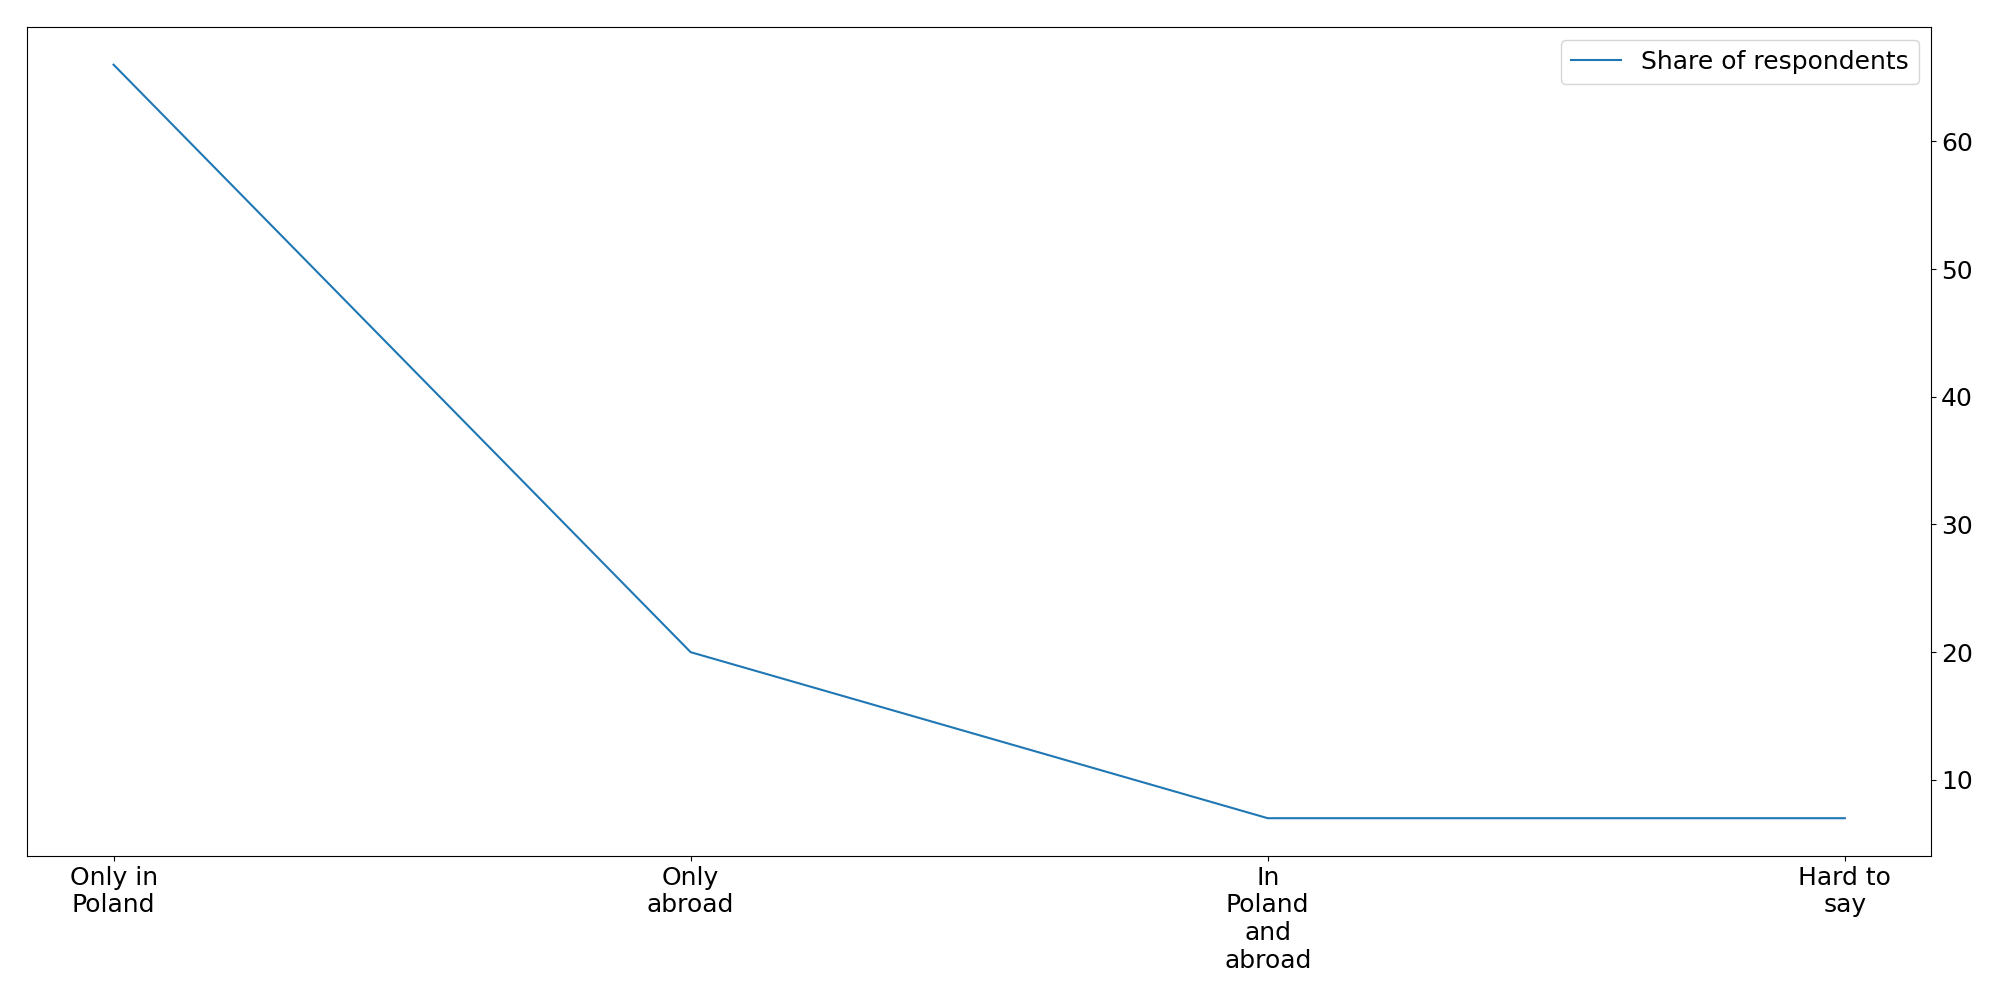 Share of respondents
60
50
40
30
20
10
Only in
Poland
Only
abroad
In
Poland
and
abroad
Hard to
say